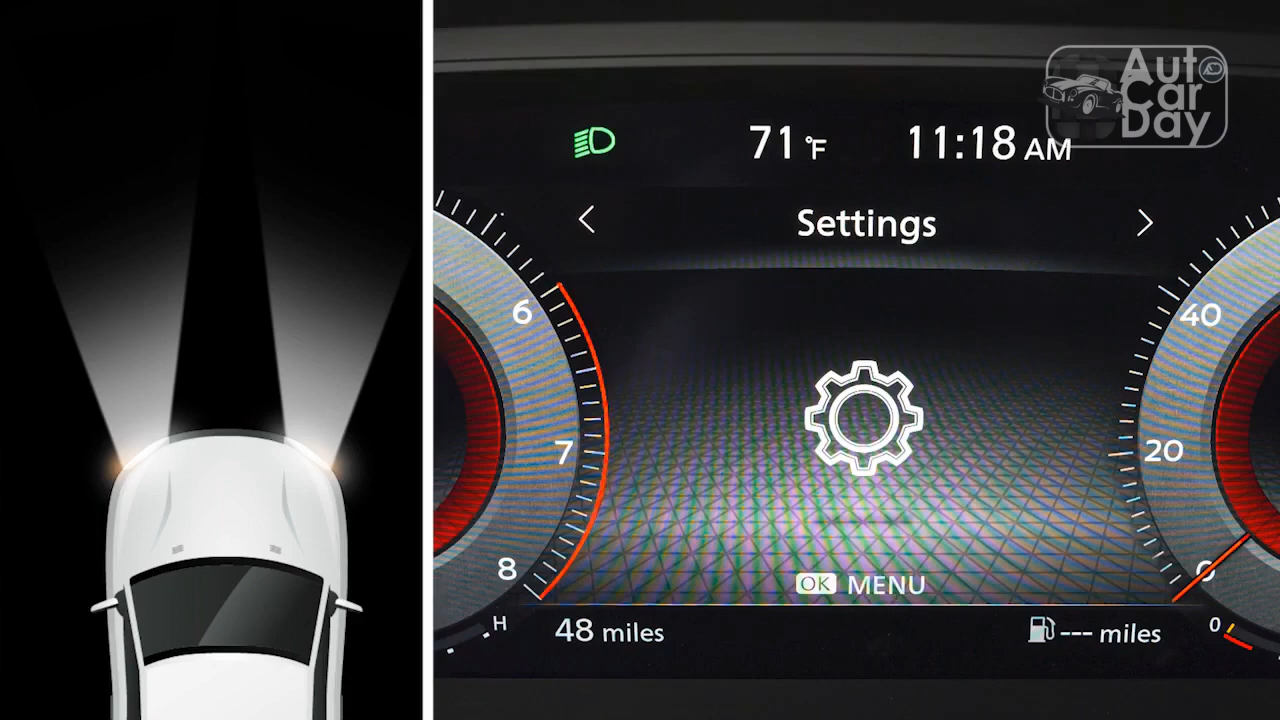 Aut
Car
Day
71 °F
11:18 AM
Settings
6
7
8
H
40
20
0
OK MENU
48 miles
--- miles
0